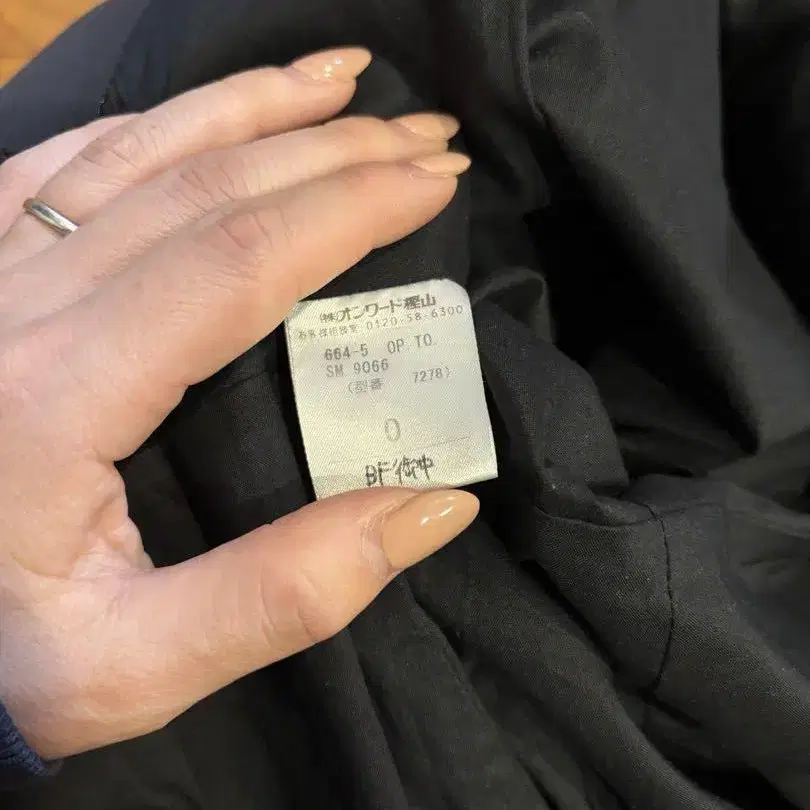 (株)オンワード樫山
お客様相談室 0120-58-6300
664-5 OP TO
SM 9066
(型番 7278)
0